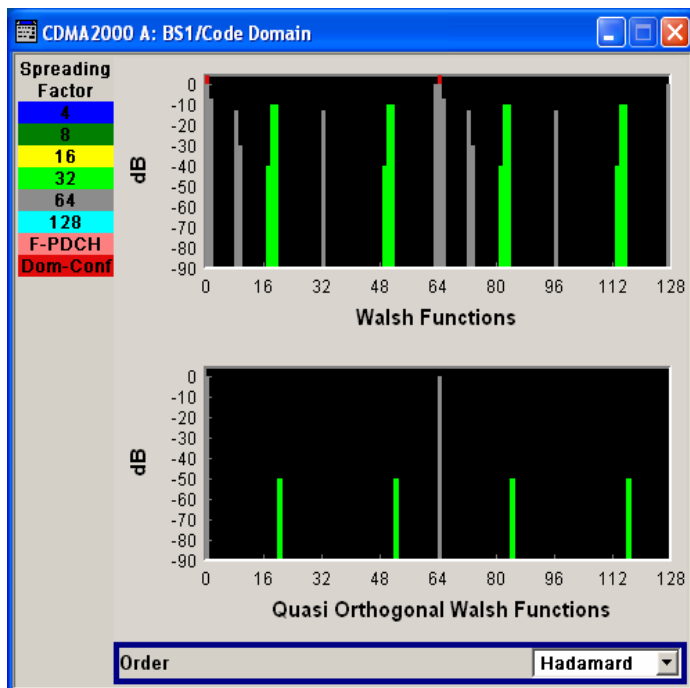 CDMA2000 A: BS1/Code Domain
Spreading
Factor
4
8
16
32
64
128
F-PDCH
Dom-Conf
dB
0
-10
-20
-30
-40
-50
-60
-70
-80
-90
0 16 32 48 64 80 96 112 128
Walsh Functions
dB
0
-10
-20
-30
-40
-50
-60
-70
-80
-90
0 16 32 48 64 80 96 112 128
Quasi Orthogonal Walsh Functions
Order Hadamard